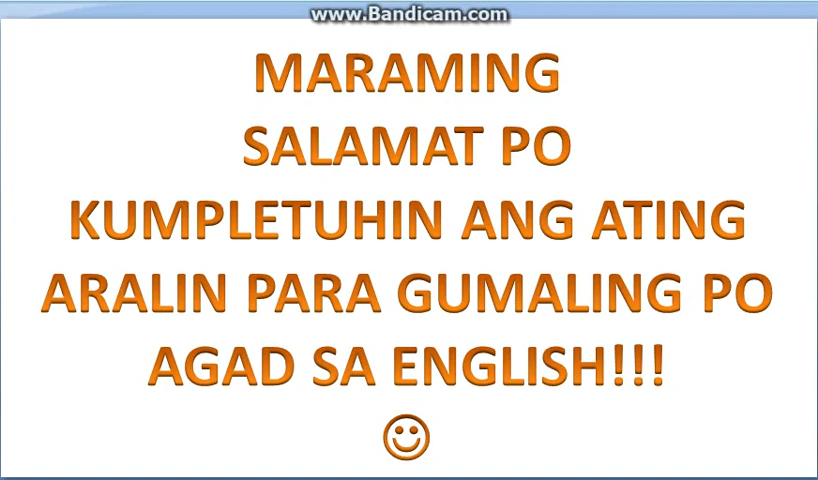 www.Bandicam.com
MARAMING
SALAMAT PO
KUMPLETUHIN ANG ATING
ARALIN PARA GUMALING PO
AGAD SA ENGLISH!!!
☺